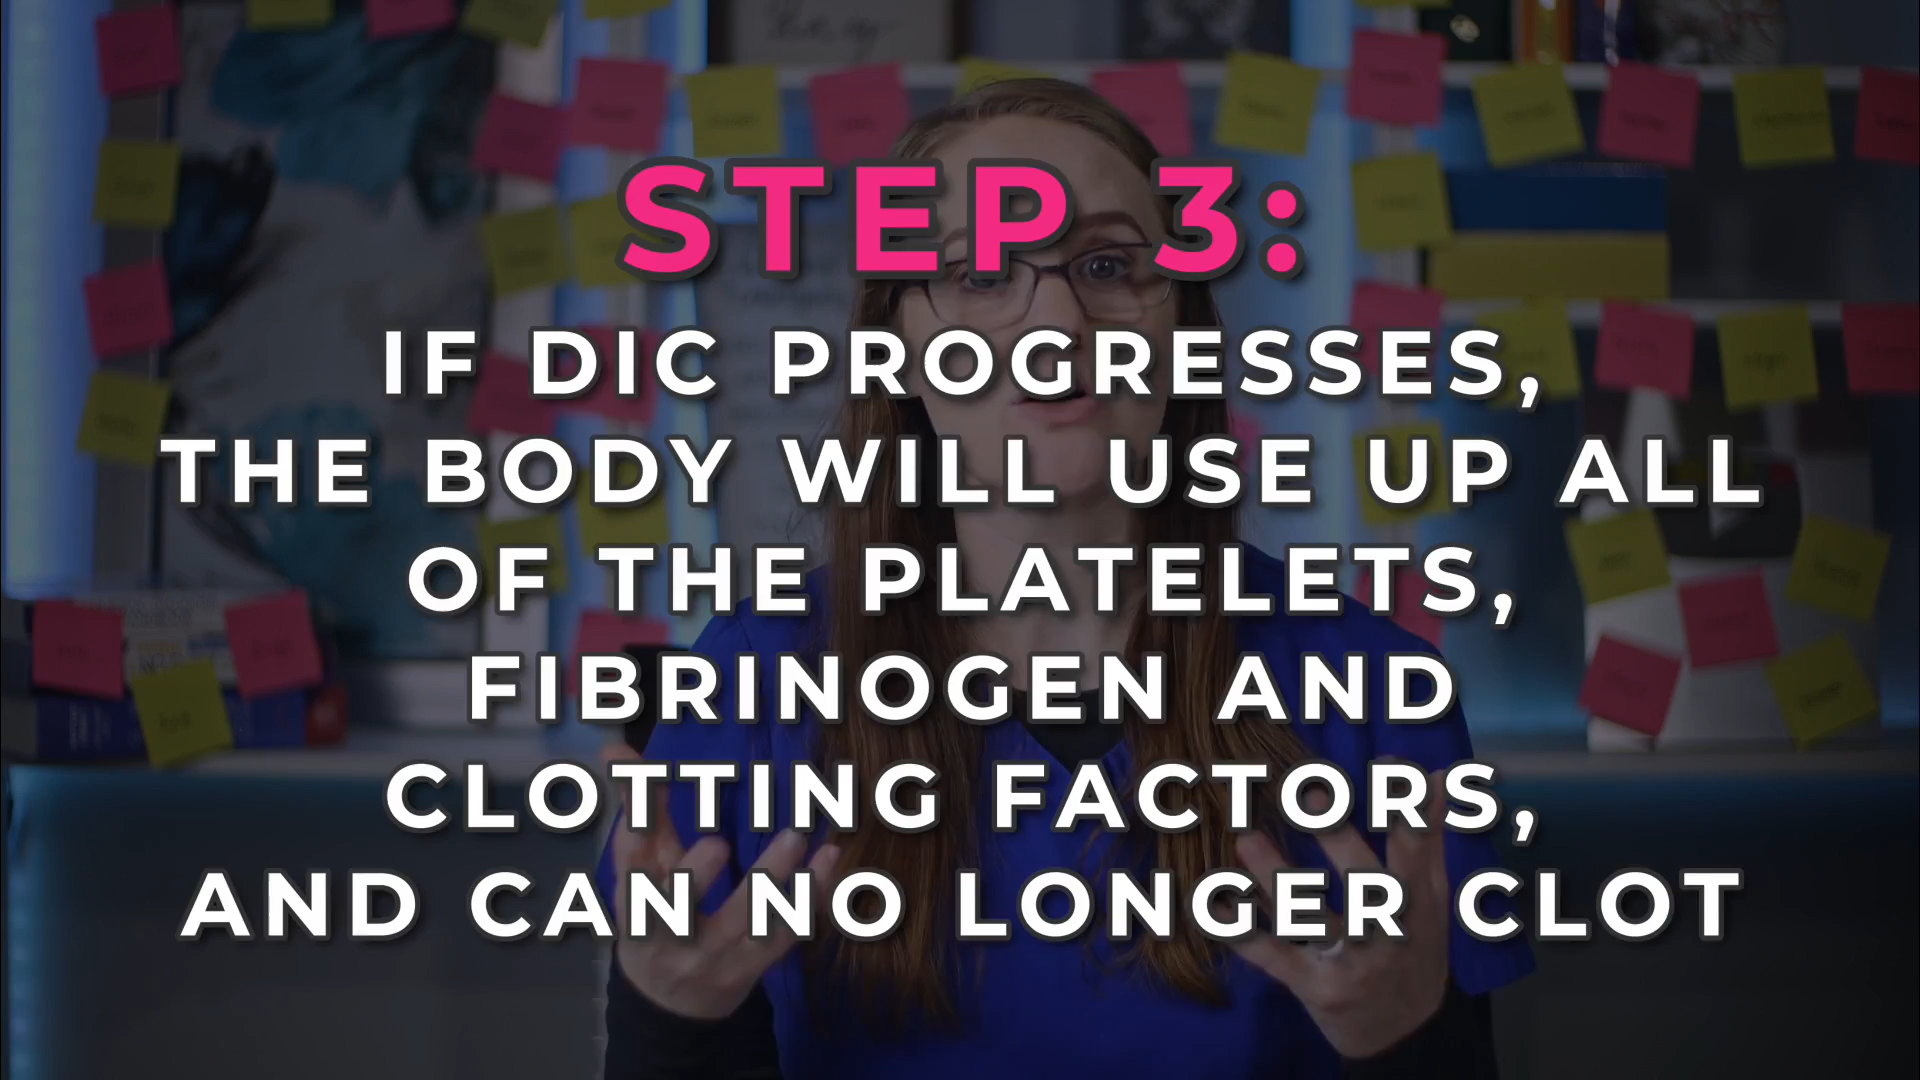 STEP 3:
IF DIC PROGRESSES,
THE BODY WILL USE UP ALL
OF THE PLATELETS,
FIBRINOGEN AND
CLOTTING FACTORS,
AND CAN NO LONGER CLOT